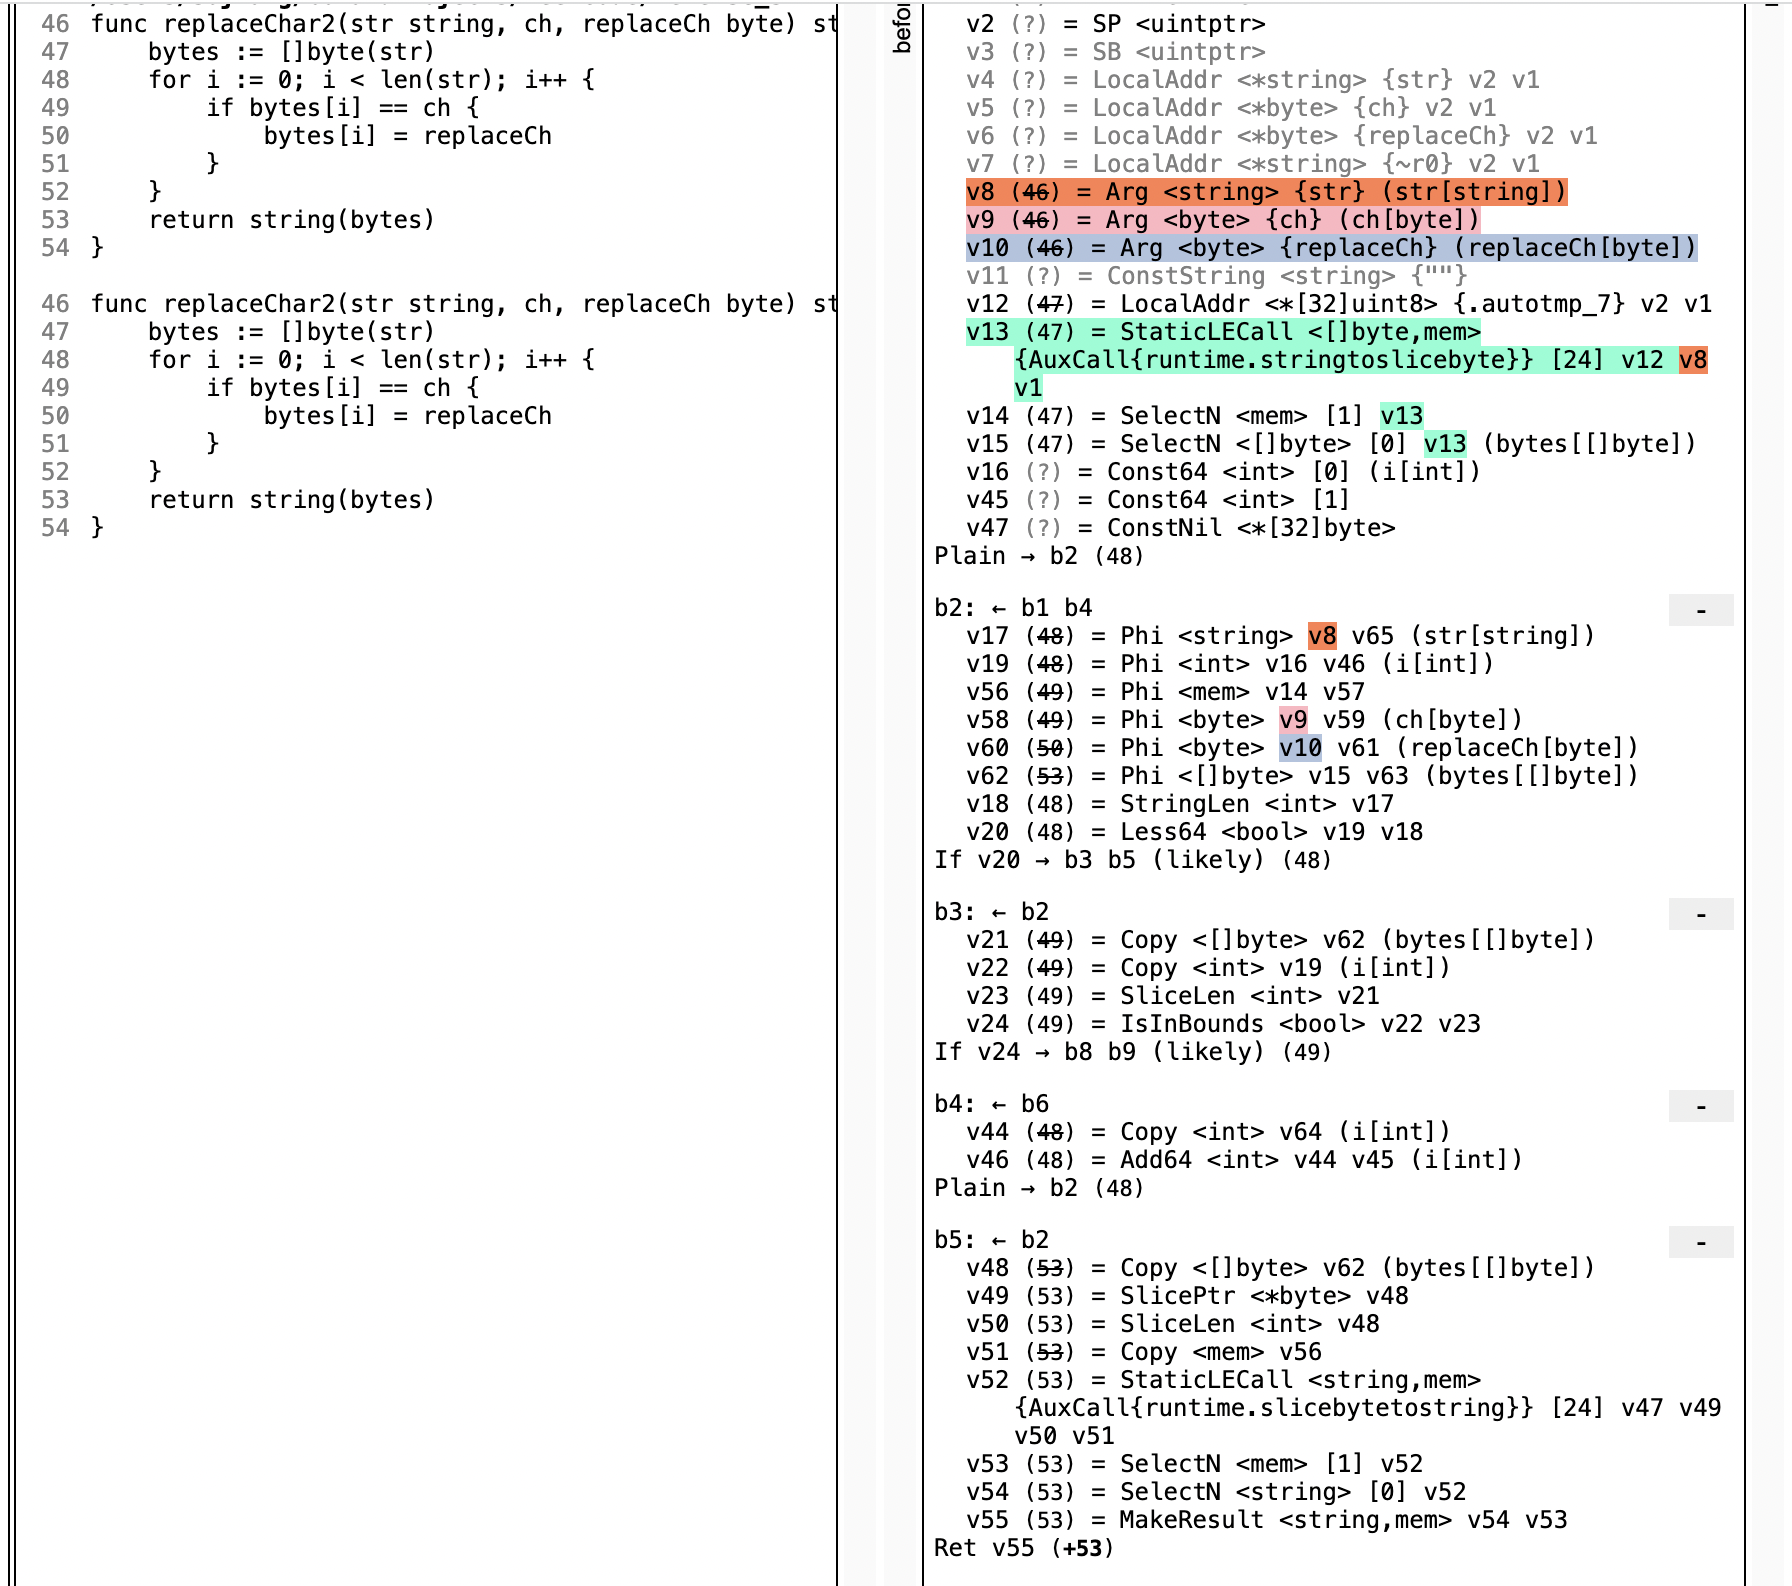 46 func replaceChar2(str string, ch, replaceCh byte) st
47     bytes := []byte(str)
48     for i := 0; i < len(str); i++ {
49         if bytes[i] == ch {
50             bytes[i] = replaceCh
51         }
52     }
53     return string(bytes)
54 }
46 func replaceChar2(str string, ch, replaceCh byte) st
47     bytes := []byte(str)
48     for i := 0; i < len(str); i++ {
49         if bytes[i] == ch {
50             bytes[i] = replaceCh
51         }
52     }
53     return string(bytes)
54 }
befor
v2 (?) = SP <uintptr>
v3 (?) = SB <uintptr>
v4 (?) = LocalAddr <*string> {str} v2 v1
v5 (?) = LocalAddr <*byte> {ch} v2 v1
v6 (?) = LocalAddr <*byte> {replaceCh} v2 v1
v7 (?) = LocalAddr <*string> {~r0} v2 v1
v8 (46) = Arg <string> {str} (str[string])
v9 (46) = Arg <byte> {ch} (ch[byte])
v10 (46) = Arg <byte> {replaceCh} (replaceCh[byte])
v11 (?) = ConstString <string> {""}
v12 (47) = LocalAddr <*[32]uint8> {.autotmp_7} v2 v1
v13 (47) = StaticLECall <[]byte,mem>
{AuxCall{runtime.stringtoslicebyte}} [24] v12 v8
v1
v14 (47) = SelectN <mem> [1] v13
v15 (47) = SelectN <[]byte> [0] v13 (bytes[[]byte])
v16 (?) = Const64 <int> [0] (i[int])
v45 (?) = Const64 <int> [1]
v47 (?) = ConstNil <*[32]byte>
Plain → b2 (48)
b2: ← b1 b4 -
v17 (48) = Phi <string> v8 v65 (str[string])
v19 (48) = Phi <int> v16 v46 (i[int])
v56 (49) = Phi <mem> v14 v57
v58 (49) = Phi <byte> v9 v59 (ch[byte])
v60 (50) = Phi <byte> v10 v61 (replaceCh[byte])
v62 (53) = Phi <[]byte> v15 v63 (bytes[[]byte])
v18 (48) = StringLen <int> v17
v20 (48) = Less64 <bool> v19 v18
If v20 → b3 b5 (likely) (48)
b3: ← b2 -
v21 (49) = Copy <[]byte> v62 (bytes[[]byte])
v22 (49) = Copy <int> v19 (i[int])
v23 (49) = SliceLen <int> v21
v24 (49) = IsInBounds <bool> v22 v23
If v24 → b8 b9 (likely) (49)
b4: ← b6 -
v44 (48) = Copy <int> v64 (i[int])
v46 (48) = Add64 <int> v44 v45 (i[int])
Plain → b2 (48)
b5: ← b2 -
v48 (53) = Copy <[]byte> v62 (bytes[[]byte])
v49 (53) = SlicePtr <*byte> v48
v50 (53) = SliceLen <int> v48
v51 (53) = Copy <mem> v56
v52 (53) = StaticLECall <string,mem>
{AuxCall{runtime.slicebytetostring}} [24] v47 v49
v50 v51
v53 (53) = SelectN <mem> [1] v52
v54 (53) = SelectN <string> [0] v52
v55 (53) = MakeResult <string,mem> v54 v53
Ret v55 (+53)